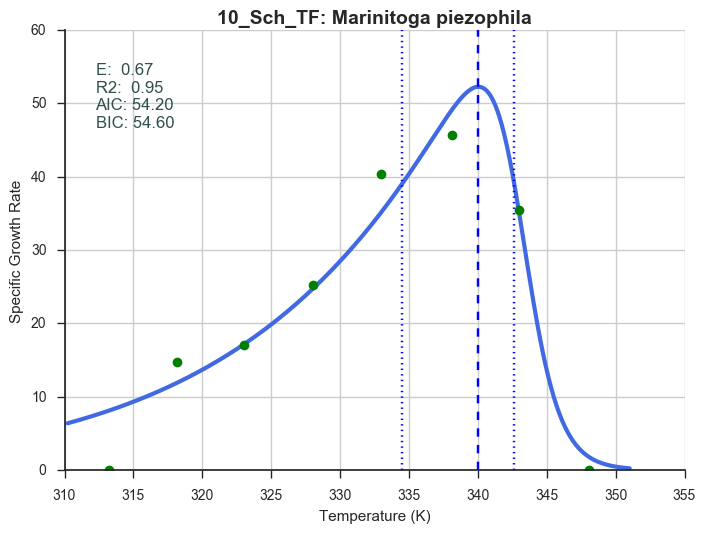 10_Sch_TF: Marinitoga piezophila
E:  0.67
R2:  0.95
AIC: 54.20
BIC: 54.60
Specific Growth Rate
60
50
40
30
20
10
0
310 315 320 325 330 335 340 345 350 355
Temperature (K)